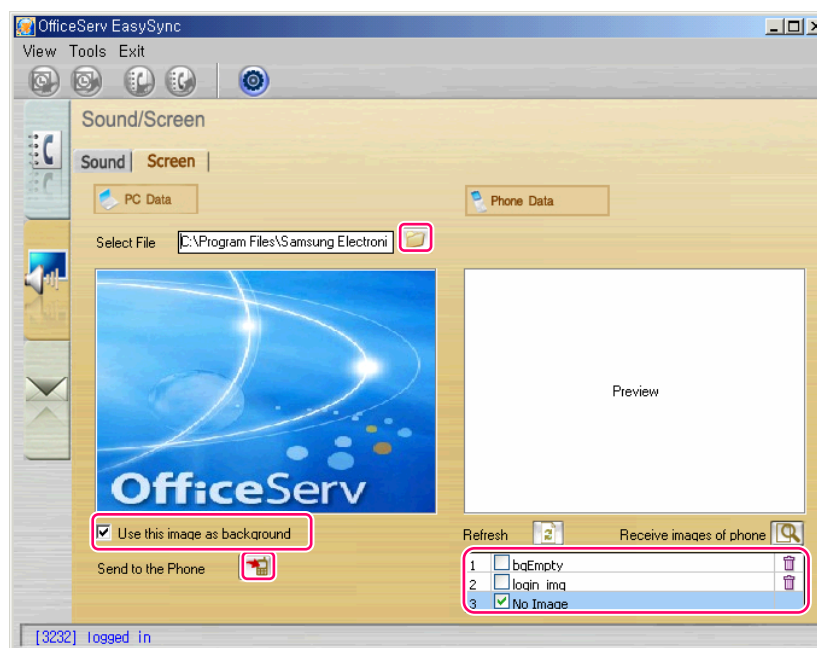 OfficeServ EasySync
View Tools Exit
Sound/Screen
Sound Screen
PC Data
Phone Data
Select File C:\Program Files\Samsung Electroni
OfficeServ
Preview
Use this image as background
Refresh Receive images of phone
Send to the Phone
1 bgEmpty
2 login_img
3 No Image
[3232] logged in